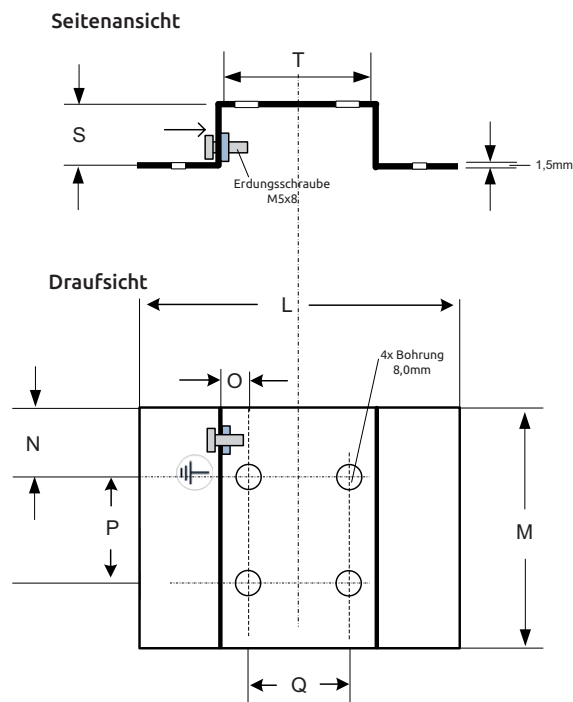 Seitenansicht
T
S
Erdungsschraube
M5x8
1,5mm
Draufsicht
L
4x Bohrung
8,0mm
O
N
P
M
Q